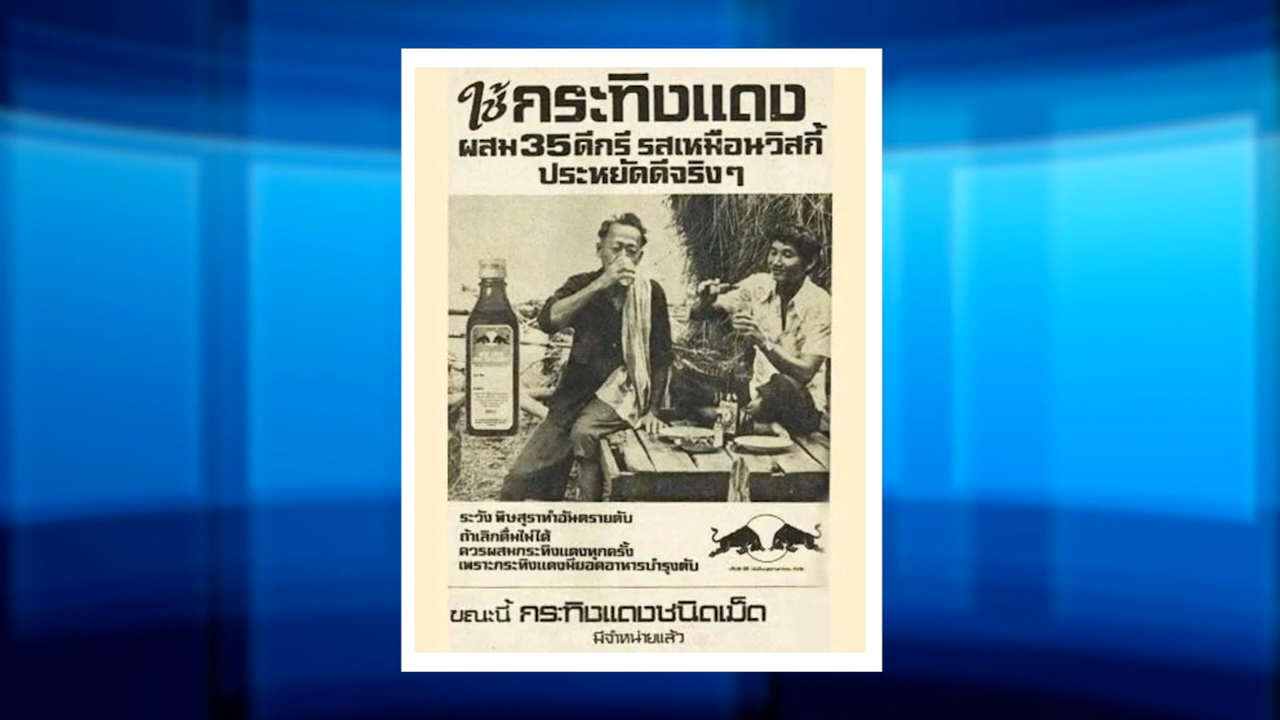 ใช้กระทิงแดง
ผสม 35 ดีกรี รสเหมือนวิสกี้
ประหยัดดีจริงๆ
ระวัง พิษสุราทำอันตรายตับ
ถ้าเลิกดื่มไม่ได้
ควรผสมกระทิงแดงทุกครั้ง
เพราะกระทิงแดงมียอดอาหารบำรุงตับ
ขณะนี้ กระทิงแดงชนิดเม็ด
มีจำหน่ายแล้ว